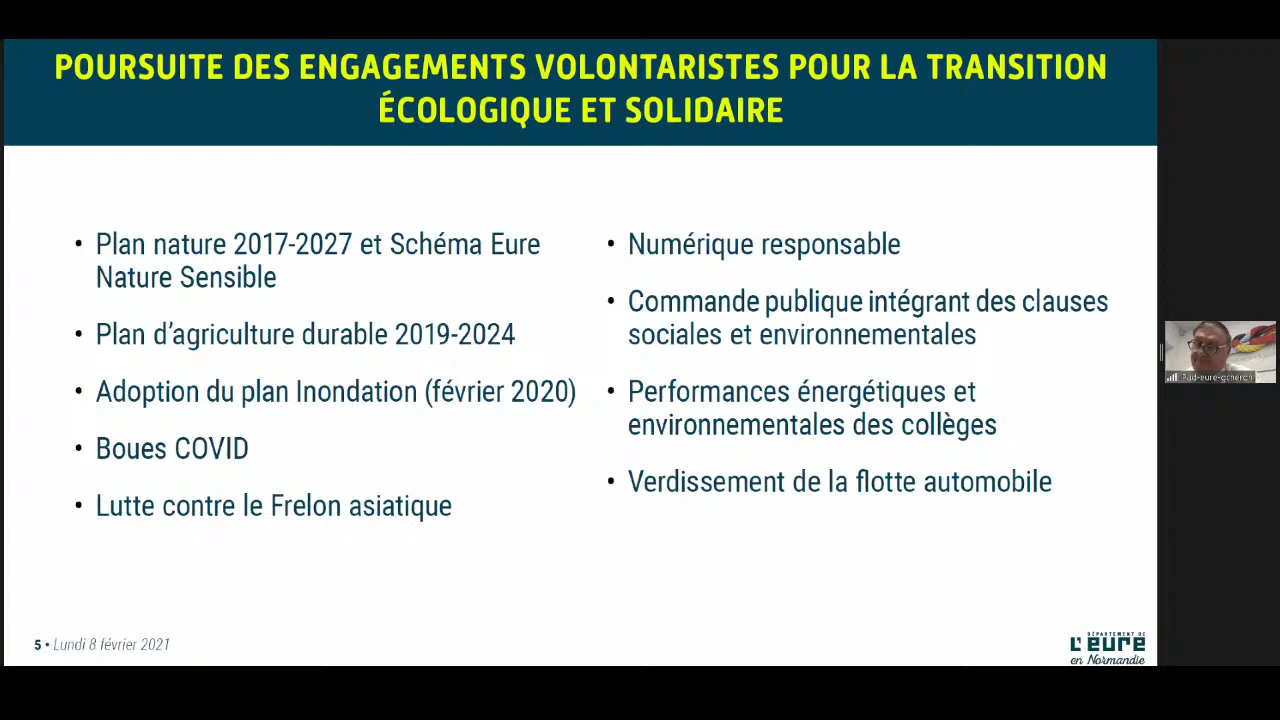 POURSUITE DES ENGAGEMENTS VOLONTARISTES POUR LA TRANSITION
ÉCOLOGIQUE ET SOLIDAIRE
• Plan nature 2017-2027 et Schéma Eure
Nature Sensible
• Plan d’agriculture durable 2019-2024
• Adoption du plan Inondation (février 2020)
• Boues COVID
• Lutte contre le Frelon asiatique
• Numérique responsable
• Commande publique intégrant des clauses
sociales et environnementales
• Performances énergétiques et
environnementales des collèges
• Verdissement de la flotte automobile
iPad-eure-gcheron
5 • Lundi 8 février 2021
DÉPARTEMENT DE
L'EURE
en Normandie